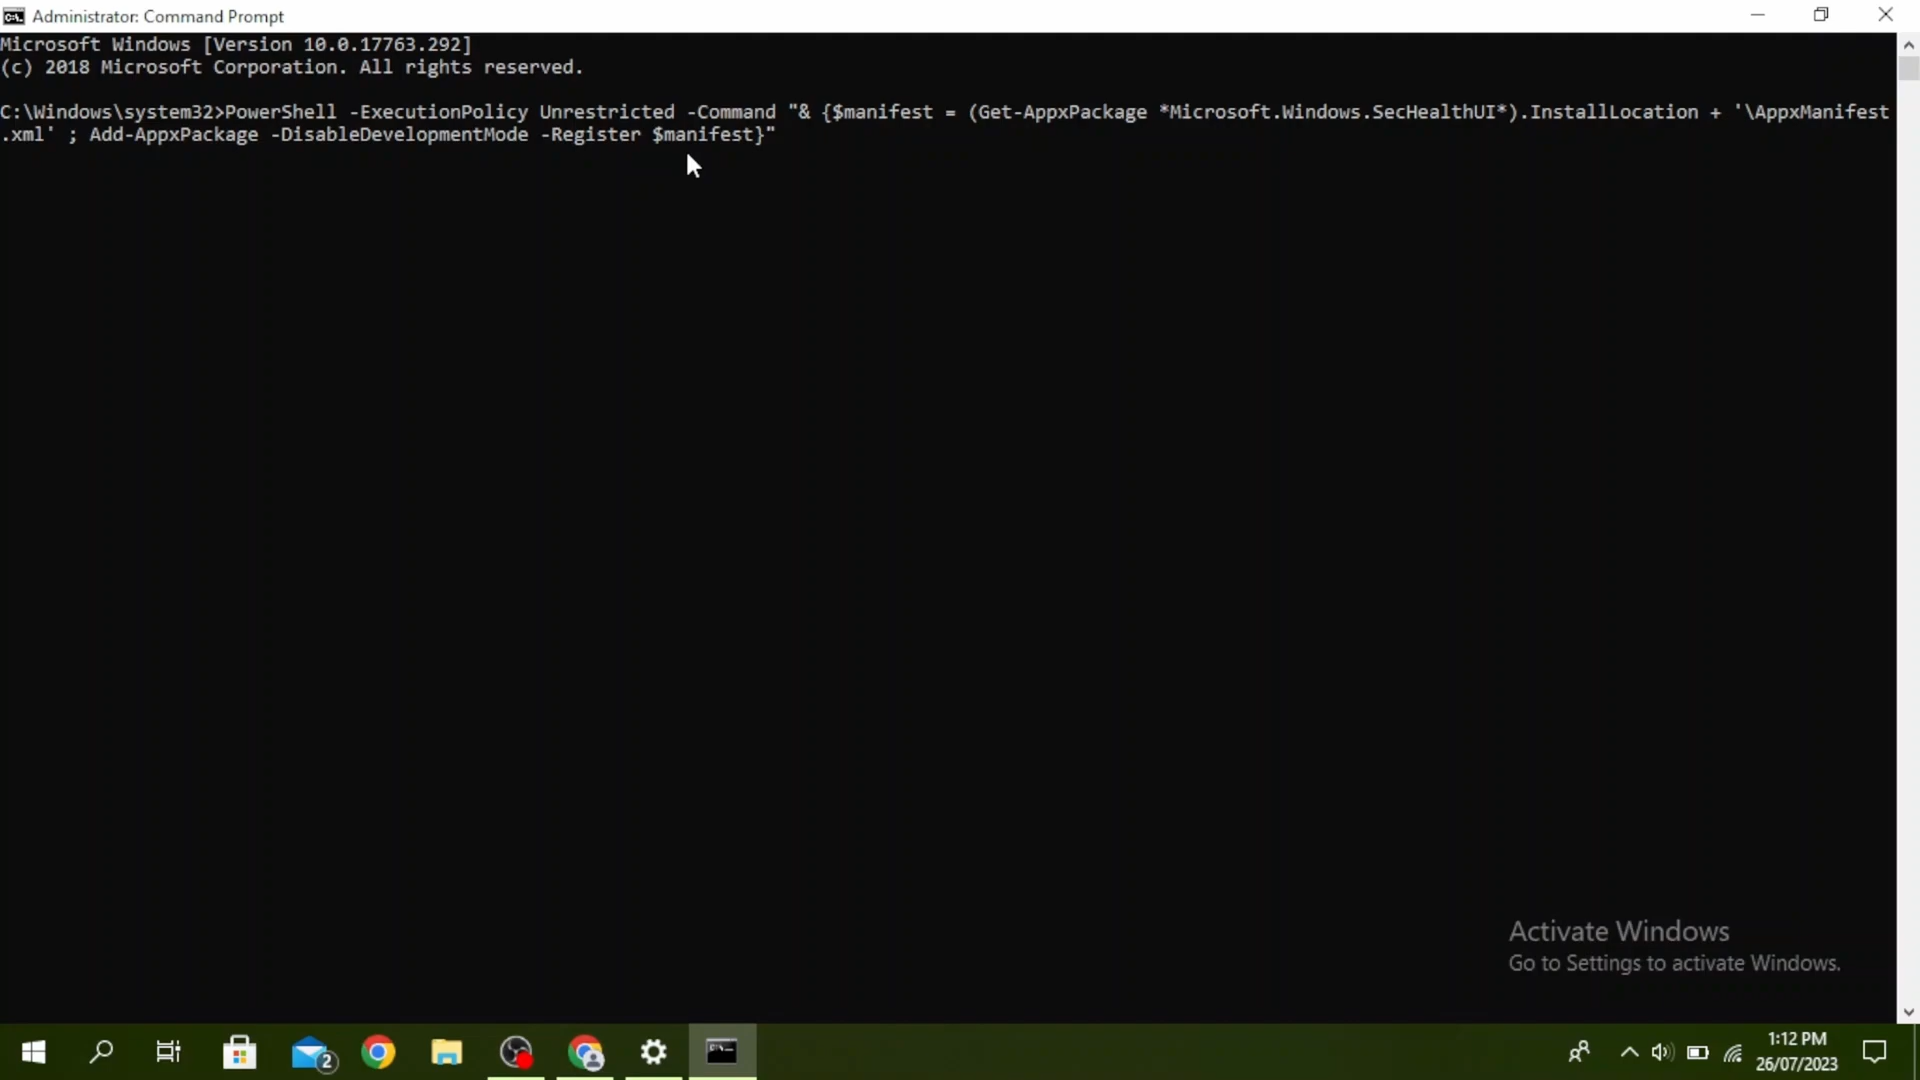 Administrator: Command Prompt
Microsoft Windows [Version 10.0.17763.292]
(c) 2018 Microsoft Corporation. All rights reserved.
C:\Windows\system32>PowerShell -ExecutionPolicy Unrestricted -Command "& {$manifest = (Get-AppxPackage *Microsoft.Windows.SecHealthUI*).InstallLocation + '\AppxManifest
.xml' ; Add-AppxPackage -DisableDevelopmentMode -Register $manifest}"
Activate Windows
Go to Settings to activate Windows.
2
1:12 PM
26/07/2023